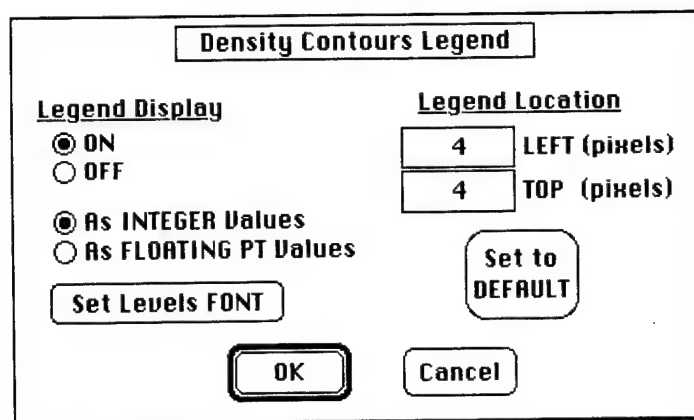 Density Contours Legend
Legend Display
ON
OFF
As INTEGER Values
As FLOATING PT Values
Set Levels FONT
Legend Location
4 LEFT (pixels)
4 TOP (pixels)
Set to
DEFAULT
OK
Cancel